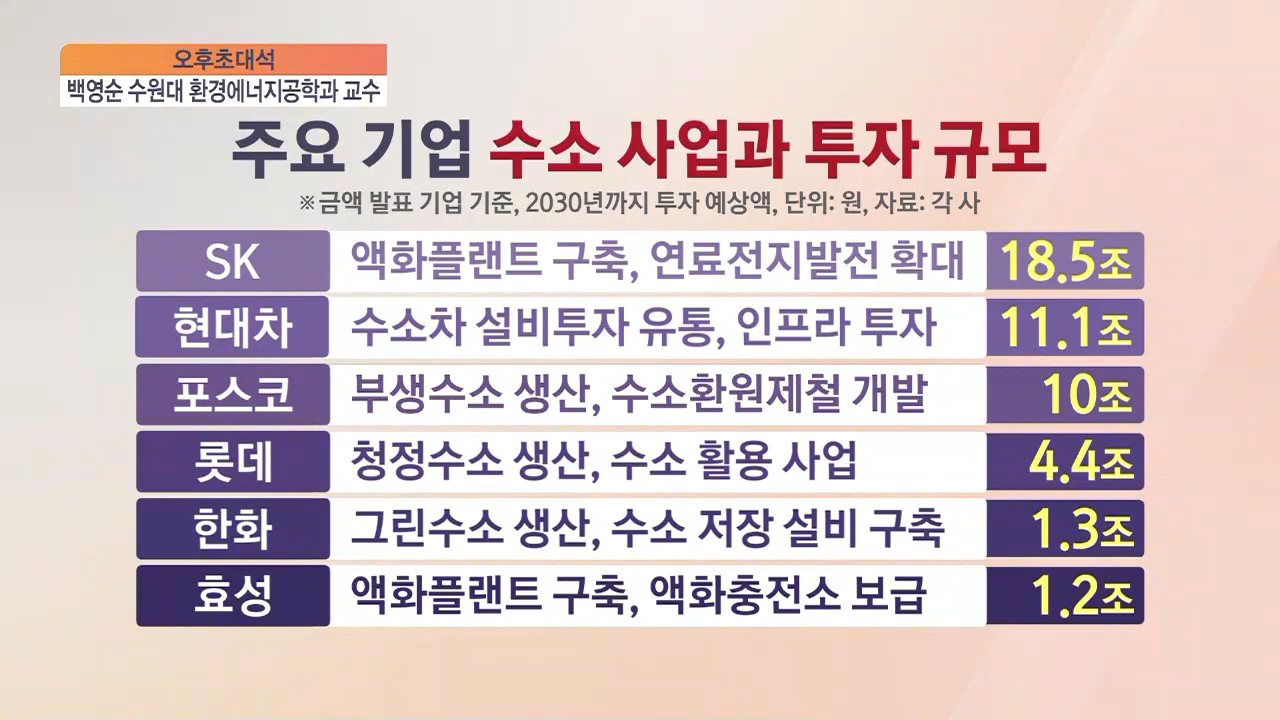 오후초대석
백영순 수원대 환경에너지공학과 교수
주요 기업 수소 사업과 투자 규모
※ 금액 발표 기업 기준, 2030년까지 투자 예상액, 단위: 원, 자료: 각 사
SK 액화플랜트 구축, 연료전지발전 확대 18.5조
현대차 수소차 설비투자 유통, 인프라 투자 11.1조
포스코 부생수소 생산, 수소환원제철 개발 10조
롯데 청정수소 생산, 수소 활용 사업 4.4조
한화 그린수소 생산, 수소 저장 설비 구축 1.3조
효성 액화플랜트 구축, 액화충전소 보급 1.2조